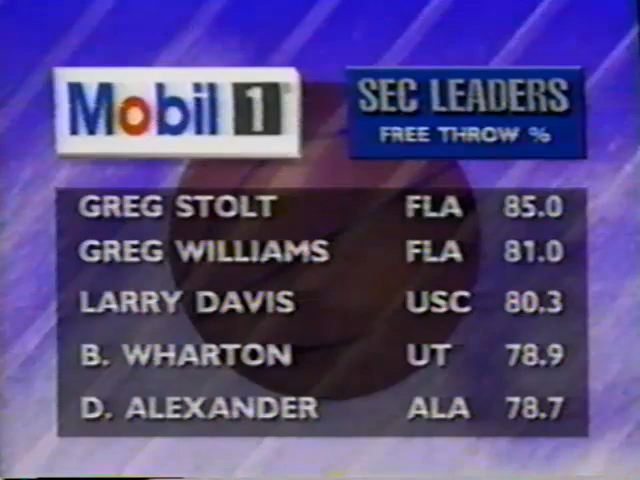 Mobil 1
SEC LEADERS
FREE THROW %
GREG STOLT FLA 85.0
GREG WILLIAMS FLA 81.0
LARRY DAVIS USC 80.3
B. WHARTON UT 78.9
D. ALEXANDER ALA 78.7